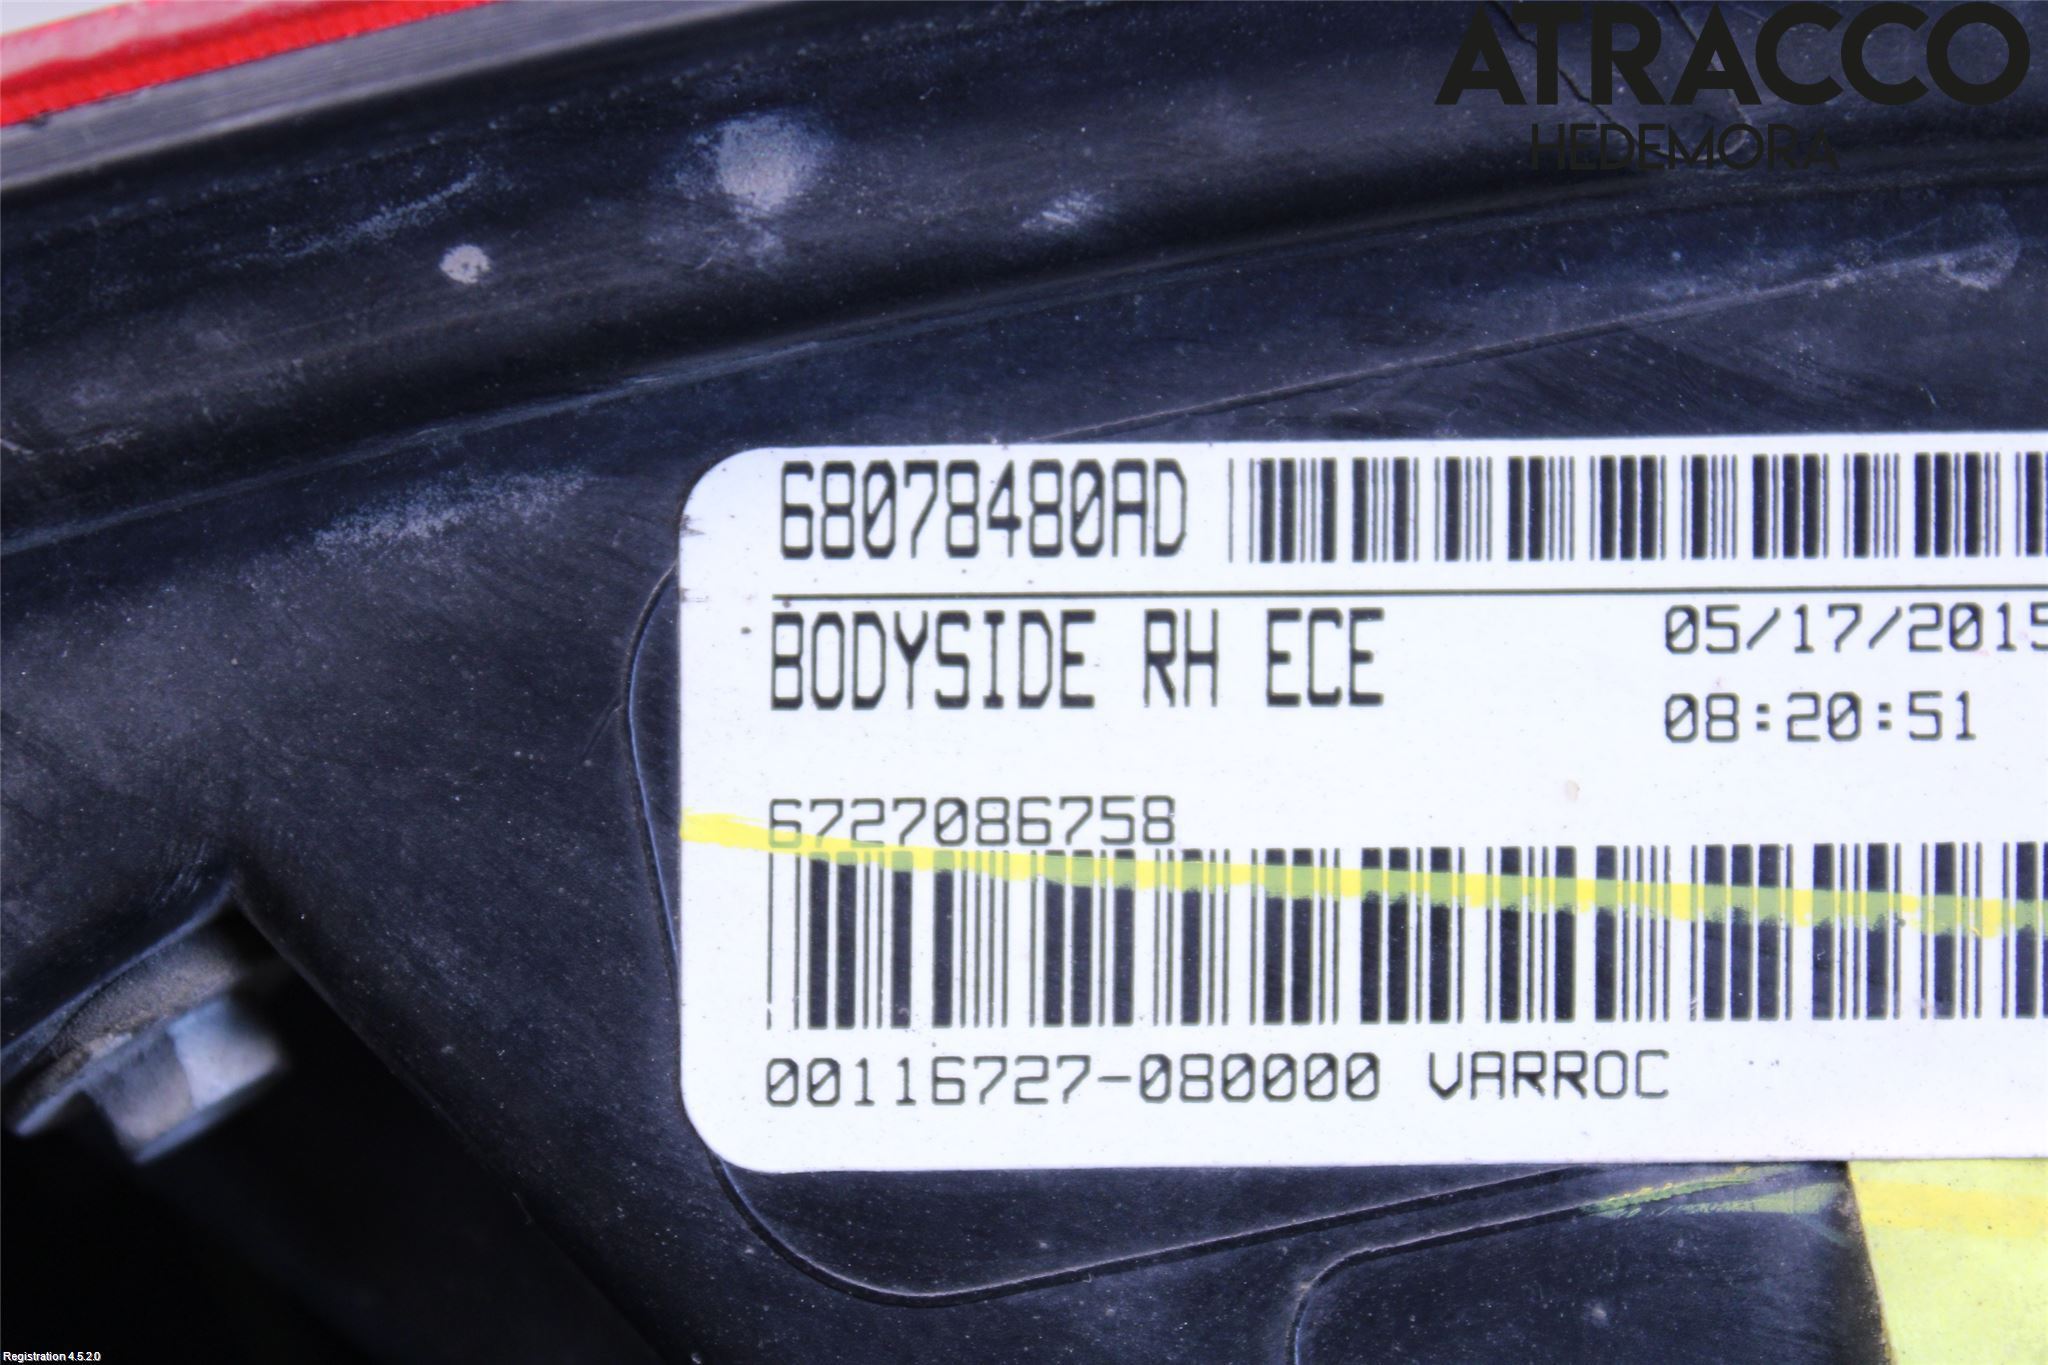 ATRACCO
HEDEMORA
68078480AD
BODYSIDE RH ECE
05/17/2015
08:20:51
6727086758
00116727-080000 VARROC
Registration 4.5.2.0